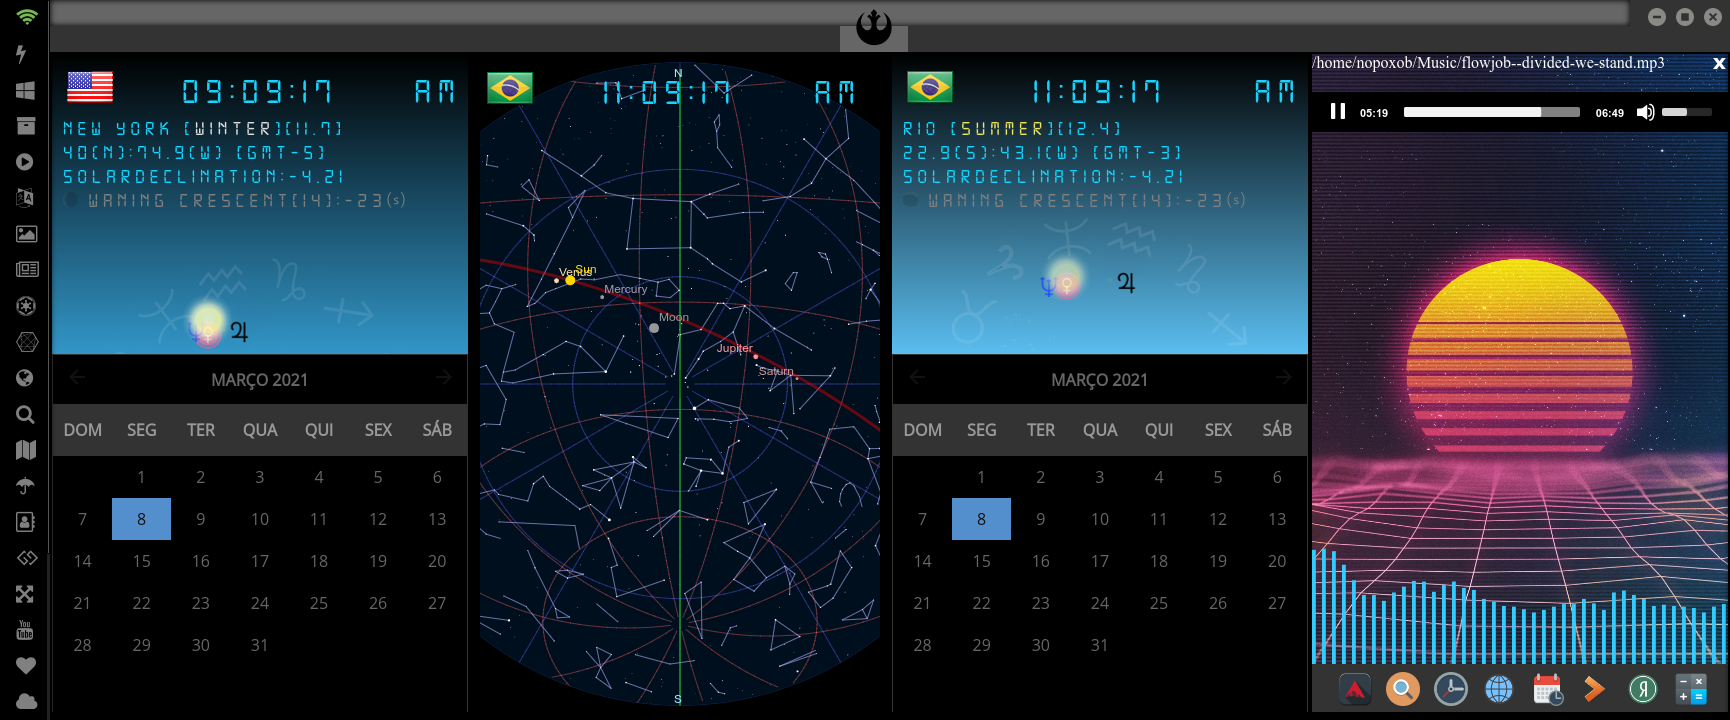 09:09:17 AM
NEW YORK [WINTER][11.7]
40(N):74.9(W) [GMT-5]
SOLARDECLINATION:-4.21
WANING CRESCENT[14]:-23(s)
MARÇO 2021
DOM SEG TER QUA QUI SEX SÁB
1 2 3 4 5 6
7 8 9 10 11 12 13
14 15 16 17 18 19 20
21 22 23 24 25 26 27
28 29 30 31
11:09:17 AM
N
Venus
Sun
Mercury
Moon
Jupiter
Saturn
S
11:09:17 AM
RIO [SUMMER][12.4]
22.9(S):43.1(W) [GMT-3]
SOLARDECLINATION:-4.21
WANING CRESCENT[14]:-23(s)
MARÇO 2021
DOM SEG TER QUA QUI SEX SÁB
1 2 3 4 5 6
7 8 9 10 11 12 13
14 15 16 17 18 19 20
21 22 23 24 25 26 27
28 29 30 31
/home/nopoxob/Music/flowjob--divided-we-stand.mp3 x
05:19 06:49
You
Tube
Я